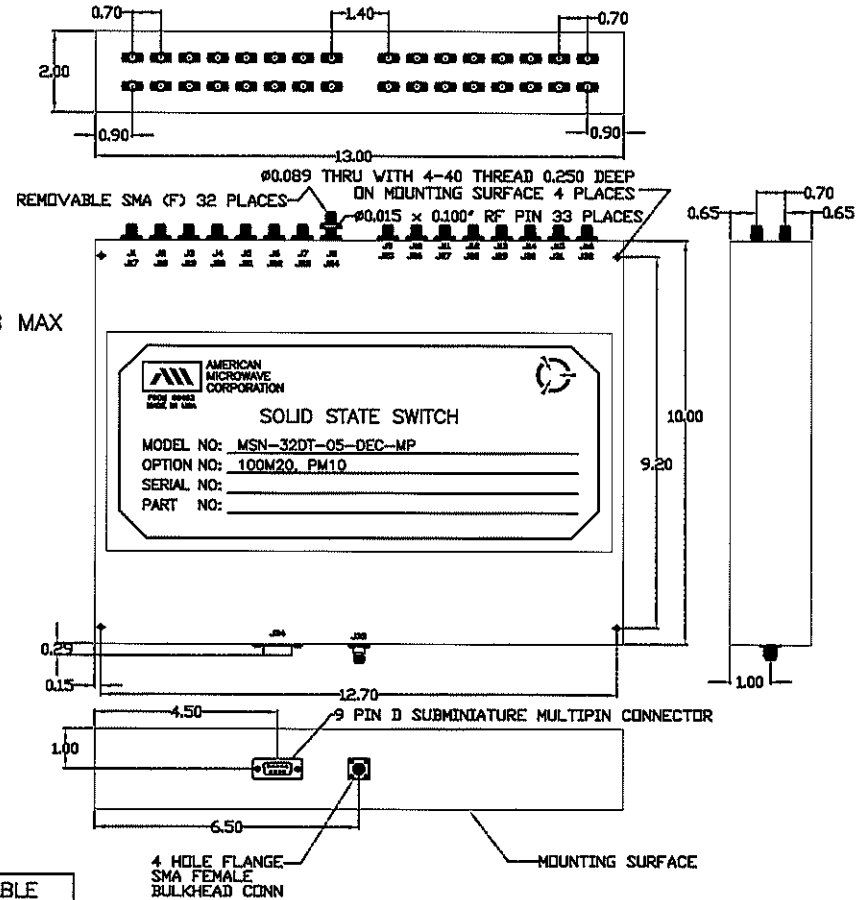 0.70
1.40
0.70
2.00
0.90
0.90
13.00
Ø0.089 THRU WITH 4-40 THREAD 0.250 DEEP
ON MOUNTING SURFACE 4 PLACES
REMOVABLE SMA (F) 32 PLACES
Ø0.015 x 0.100" RF PIN 33 PLACES
0.70
0.65
0.65
MAX
AMERICAN
MICROWAVE
CORPORATION
MADE IN USA
SOLID STATE SWITCH
MODEL NO: MSN-32DT-05-DEC-MP
OPTION NO: 100M20, PM10
SERIAL NO:
PART NO:
10.00
9.20
0.29
0.15
12.70
1.00
4.50
9 PIN D SUBMINIATURE MULTIPIN CONNECTOR
1.00
6.50
4 HOLE FLANGE
SMA FEMALE
BULKHEAD CONN
MOUNTING SURFACE
BLE